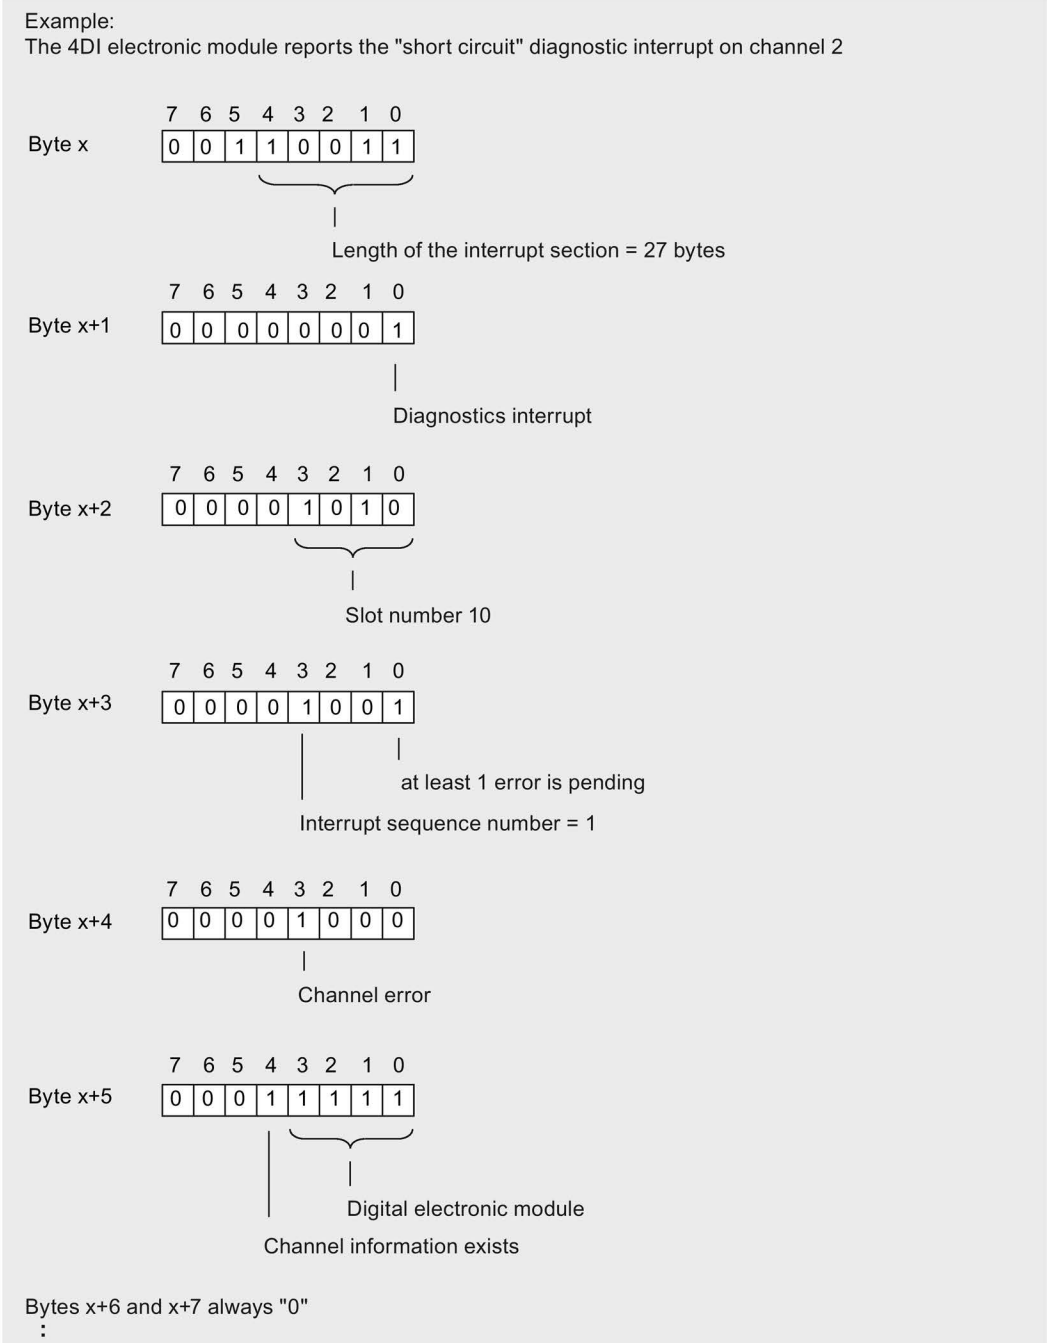 Example:
The 4DI electronic module reports the "short circuit" diagnostic interrupt on channel 2
7 6 5 4 3 2 1 0
Byte x 0 0 1 1 0 0 1 1
Length of the interrupt section = 27 bytes
7 6 5 4 3 2 1 0
Byte x+1 0 0 0 0 0 0 0 1
Diagnostics interrupt
7 6 5 4 3 2 1 0
Byte x+2 0 0 0 0 1 0 1 0
Slot number 10
7 6 5 4 3 2 1 0
Byte x+3 0 0 0 0 1 0 0 1
at least 1 error is pending
Interrupt sequence number = 1
7 6 5 4 3 2 1 0
Byte x+4 0 0 0 0 1 0 0 0
Channel error
7 6 5 4 3 2 1 0
Byte x+5 0 0 0 1 1 1 1 1
Digital electronic module
Channel information exists
Bytes x+6 and x+7 always "0"
: